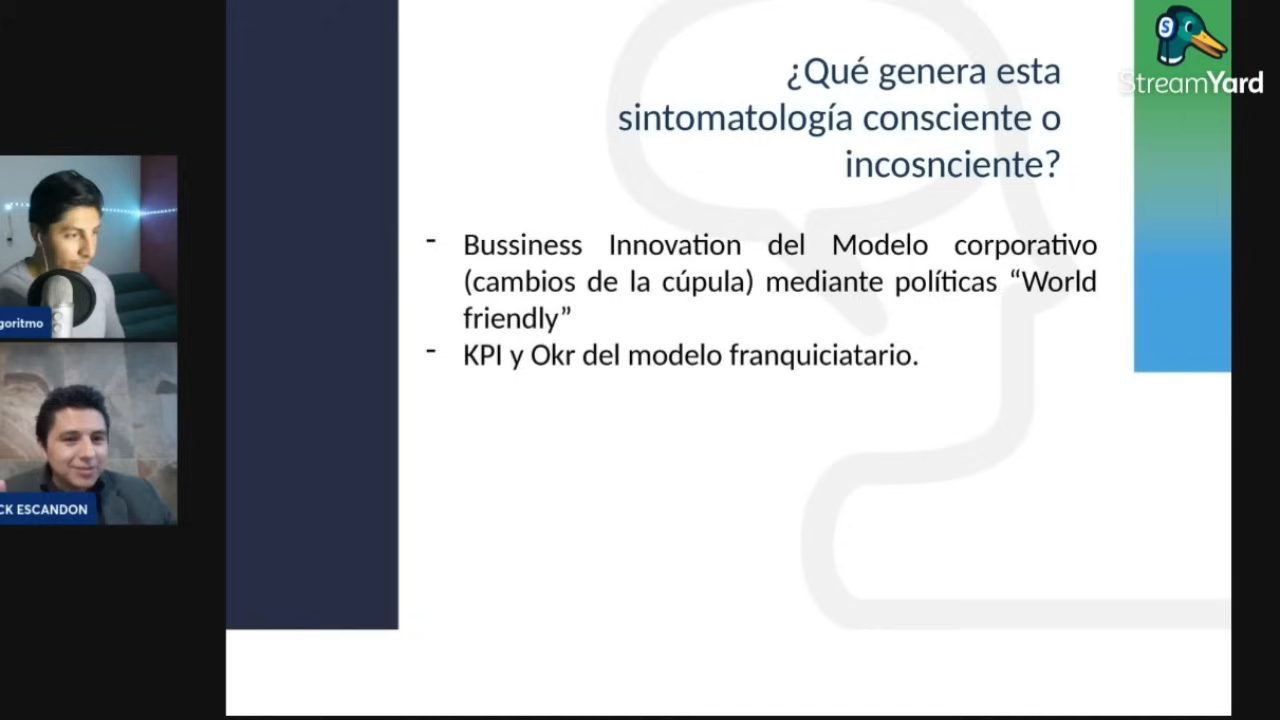 StreamYard
¿Qué genera esta
sintomatología consciente o
incosnciente?
- Bussiness Innovation del Modelo corporativo
(cambios de la cúpula) mediante políticas “World
friendly”
- KPI y Okr del modelo franquiciatario.
goritmo
CK ESCANDON